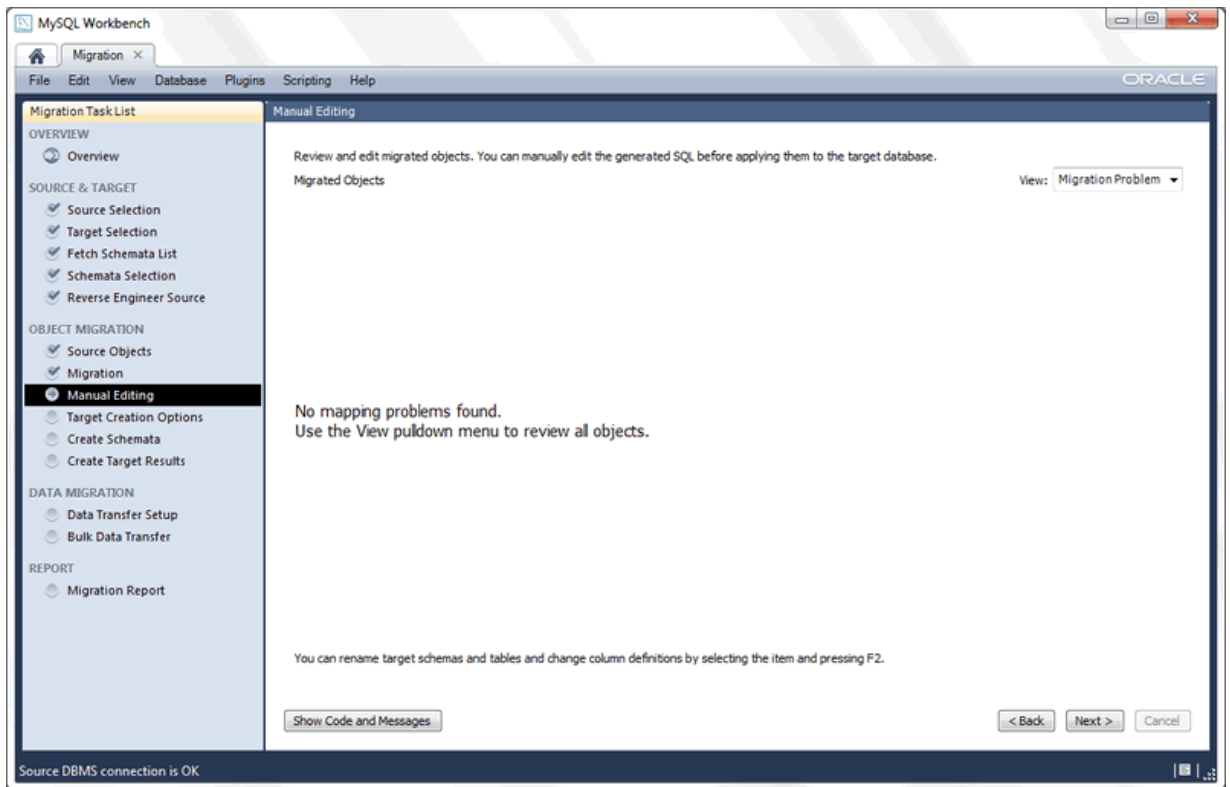 MySQL Workbench
Migration
File Edit View Database Plugins Scripting Help
ORACLE
Migration Task List
OVERVIEW
Overview
SOURCE & TARGET
Source Selection
Target Selection
Fetch Schemata List
Schemata Selection
Reverse Engineer Source
OBJECT MIGRATION
Source Objects
Migration
Manual Editing
Target Creation Options
Create Schemata
Create Target Results
DATA MIGRATION
Data Transfer Setup
Bulk Data Transfer
REPORT
Migration Report
Manual Editing
Review and edit migrated objects. You can manually edit the generated SQL before applying them to the target database.
Migrated Objects
View: Migration Problem
No mapping problems found.
Use the View pulldown menu to review all objects.
You can rename target schemas and tables and change column definitions by selecting the item and pressing F2.
Show Code and Messages
< Back Next > Cancel
Source DBMS connection is OK